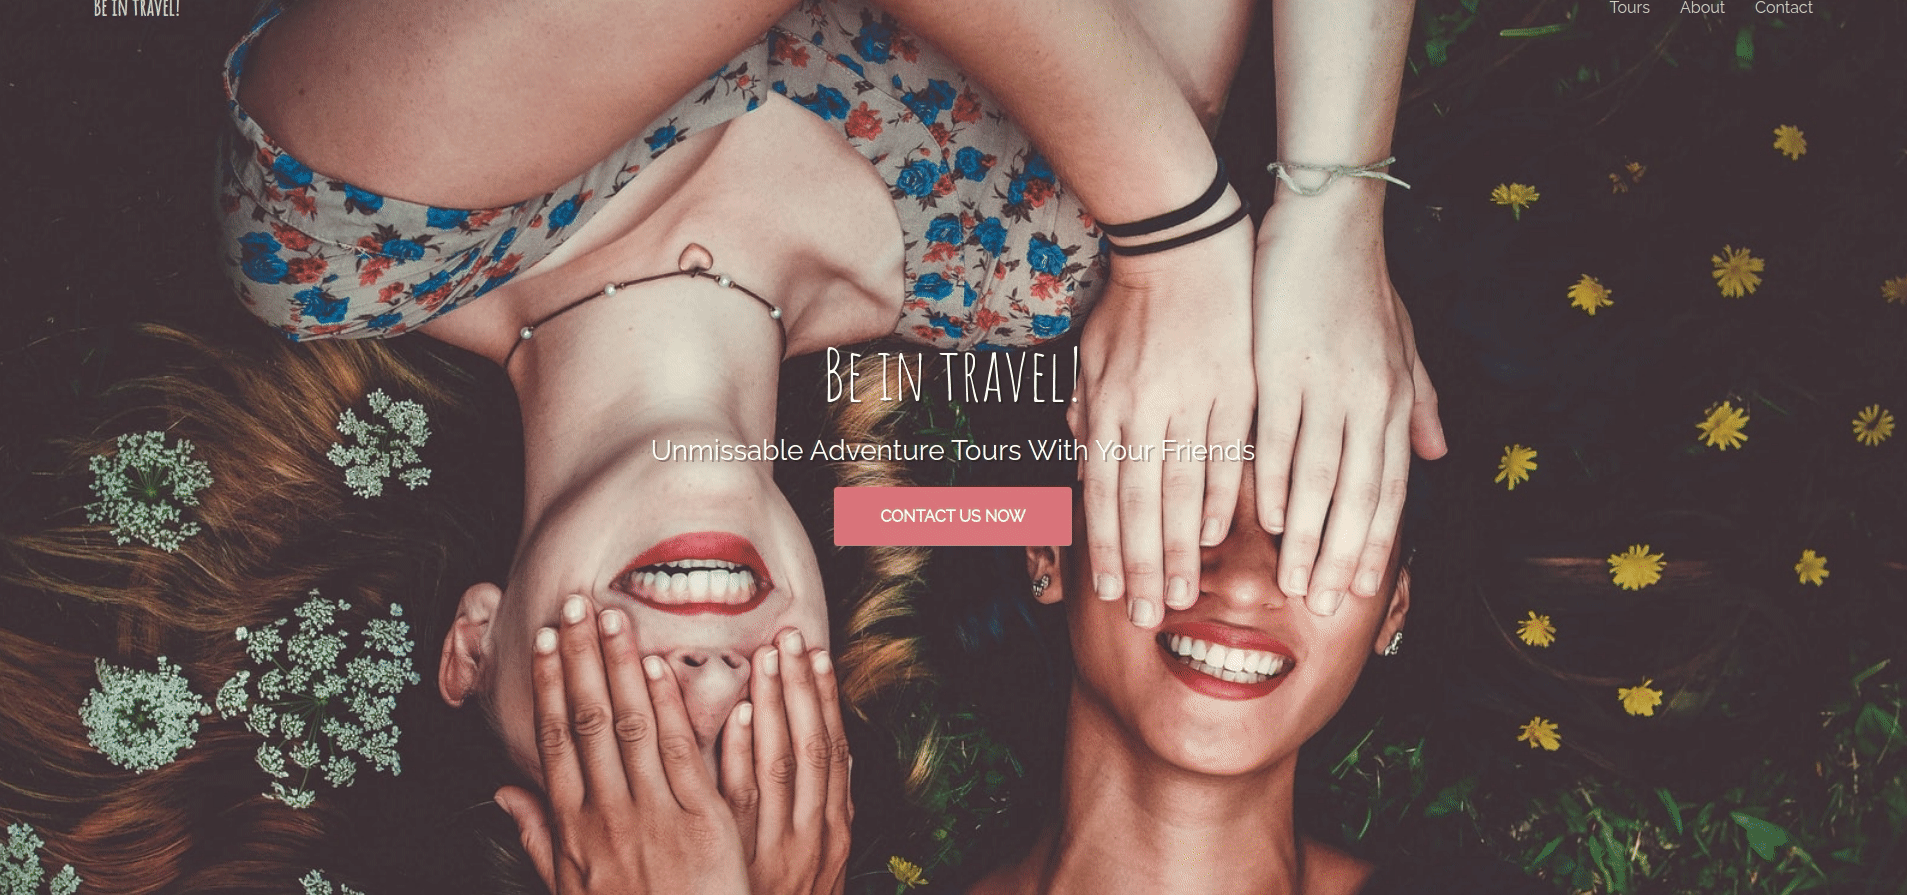 BE IN TRAVEL!
Tours About Contact
BE IN TRAVEL!
Unmissable Adventure Tours With Your Friends
CONTACT US NOW